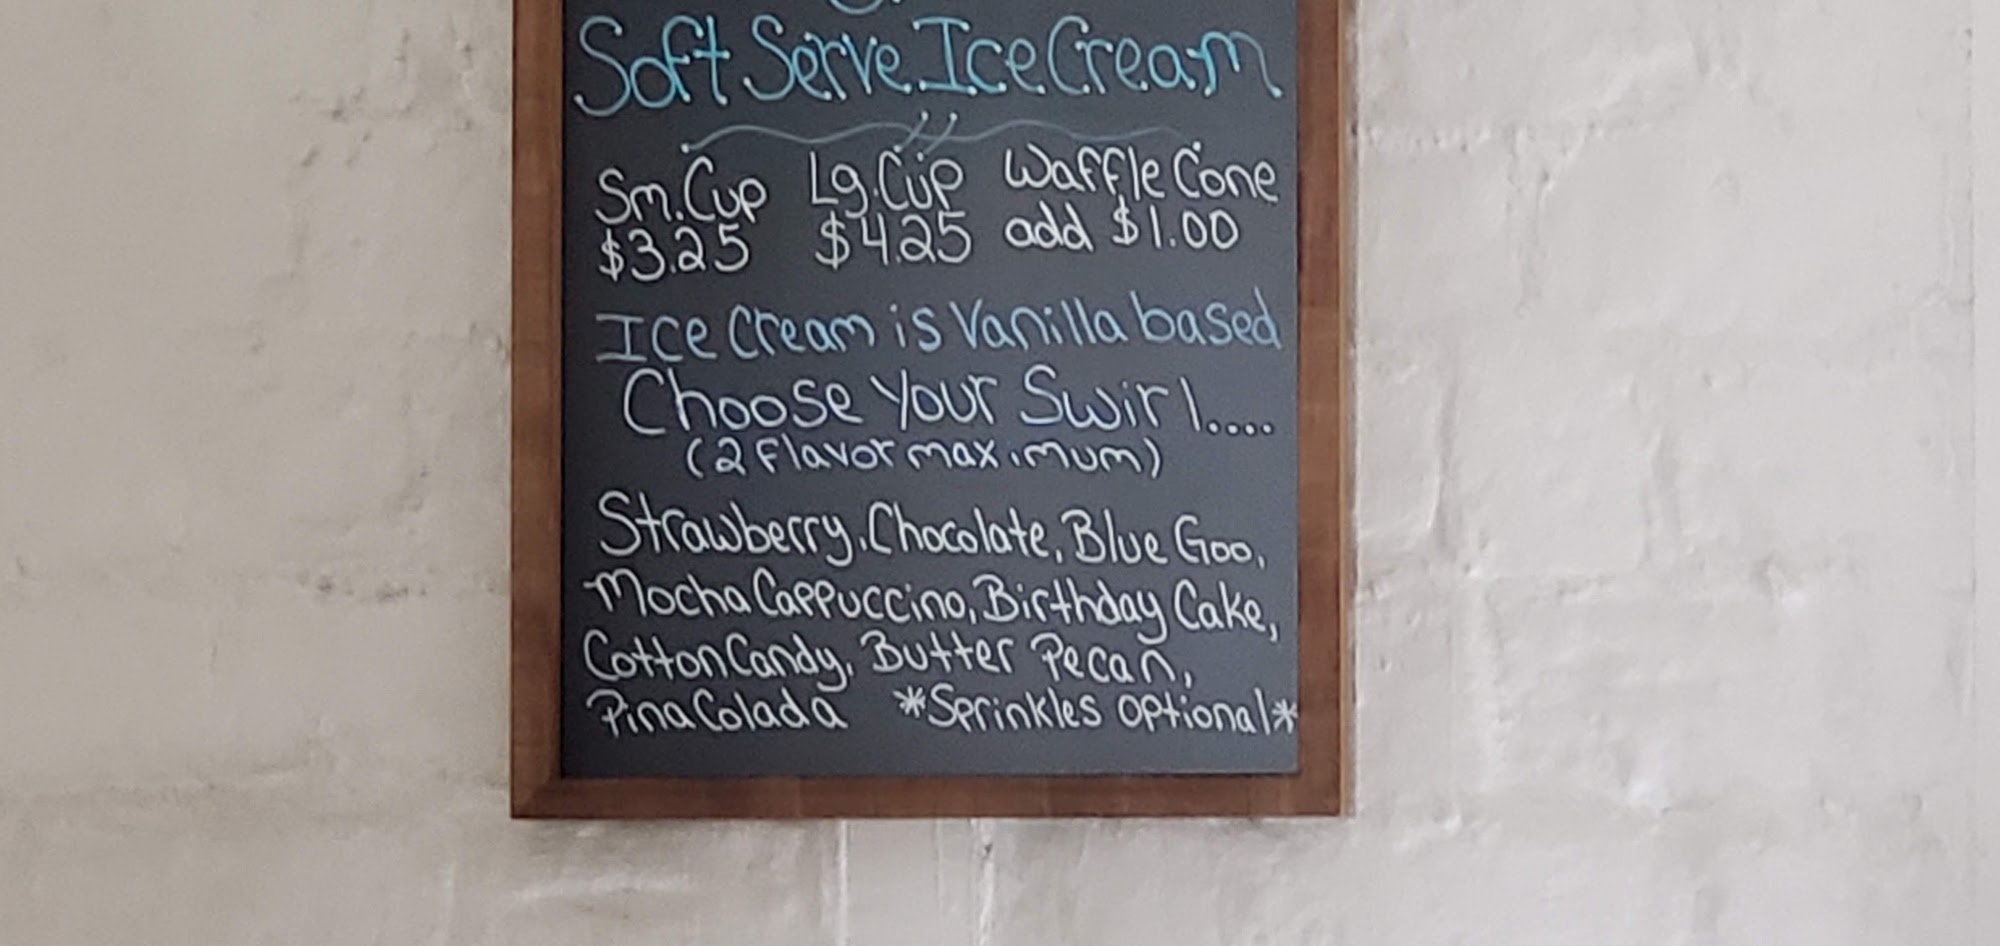 Soft Serve Ice Cream
Sm. Cup Lg. Cup Waffle Cone
$3.25 $4.25 add $1.00
Ice Cream is Vanilla based
Choose Your Swirl....
(2 Flavor maximum)
Strawberry, Chocolate, Blue Goo,
Mocha Cappuccino, Birthday Cake,
Cotton Candy, Butter Pecan,
Pina Colada *Sprinkles optional*